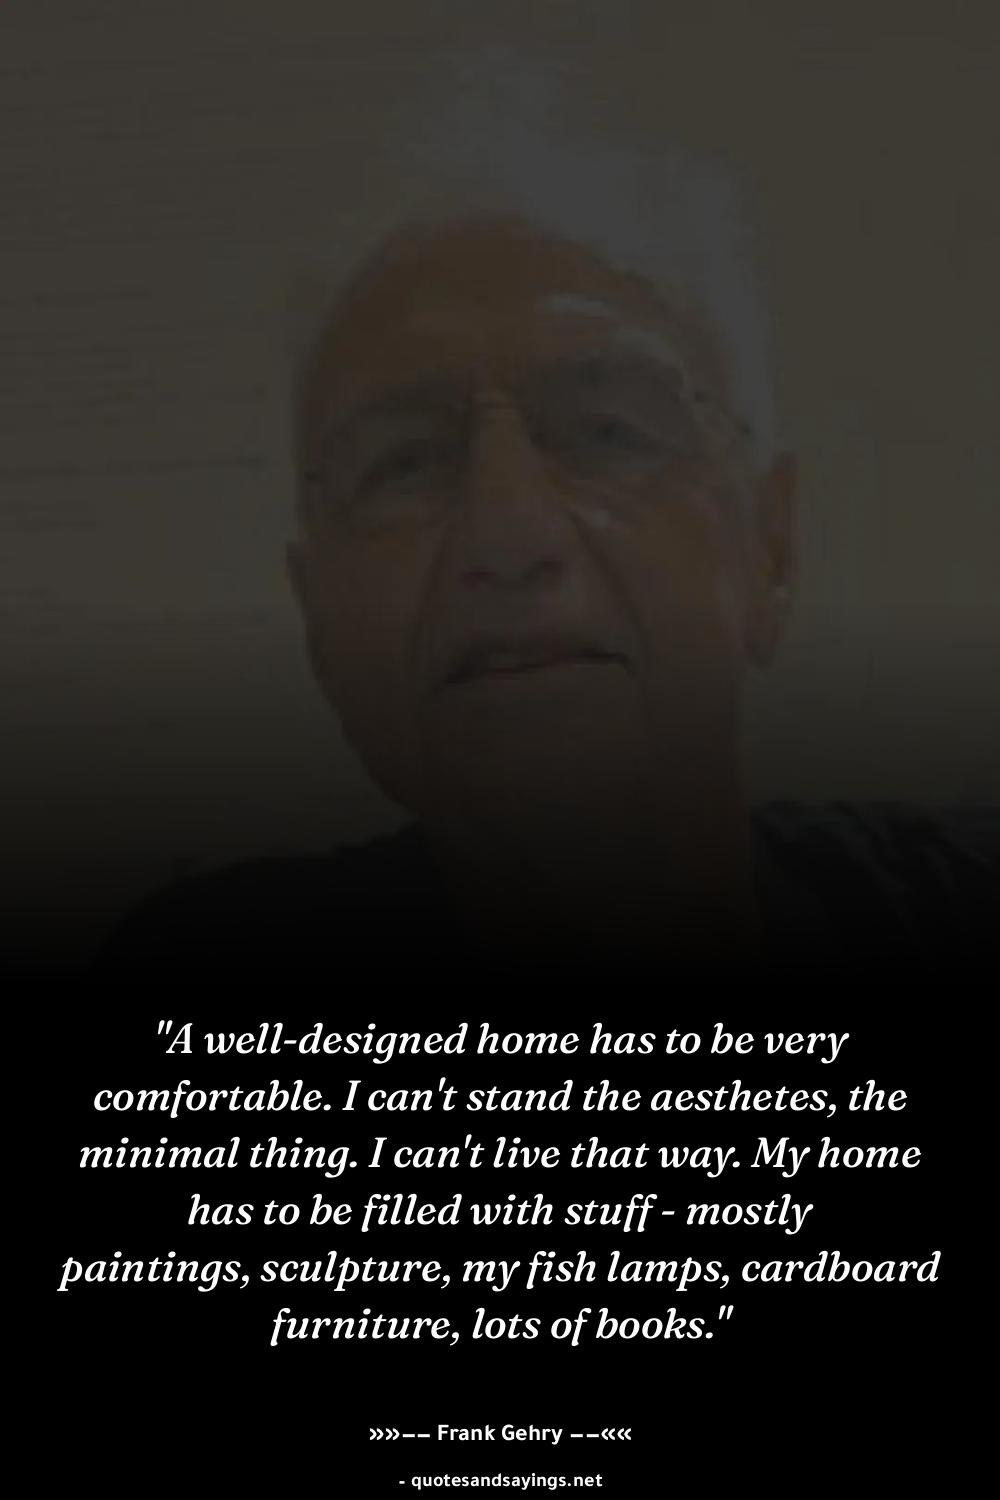 "A well-designed home has to be very
comfortable. I can't stand the aesthetes, the
minimal thing. I can't live that way. My home
has to be filled with stuff - mostly
paintings, sculpture, my fish lamps, cardboard
furniture, lots of books."
»»–– Frank Gehry ––««
- quotesandsayings.net